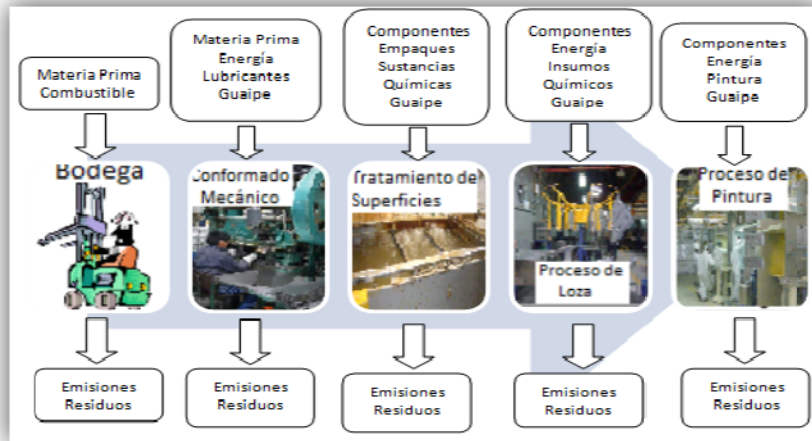 Materia Prima
Combustible
Materia Prima
Energía
Lubricantes
Guaipe
Componentes
Empaques
Sustancias
Químicas
Guaipe
Componentes
Energía
Insumos
Químicos
Guaipe
Componentes
Energía
Pintura
Guaipe
Bodega
Conformado
Mecánico
Tratamiento de
Superficies
Proceso de
Loza
Proceso de
Pintura
Emisiones
Residuos
Emisiones
Residuos
Emisiones
Residuos
Emisiones
Residuos
Emisiones
Residuos